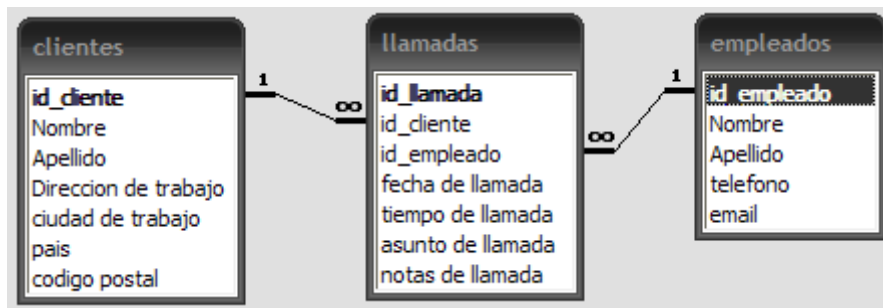 clientes
id_cliente
Nombre
Apellido
Direccion de trabajo
ciudad de trabajo
pais
codigo postal
1
∞
llamadas
id_llamada
id_cliente
id_empleado
fecha de llamada
tiempo de llamada
asunto de llamada
notas de llamada
∞
1
empleados
id_empleado
Nombre
Apellido
telefono
email